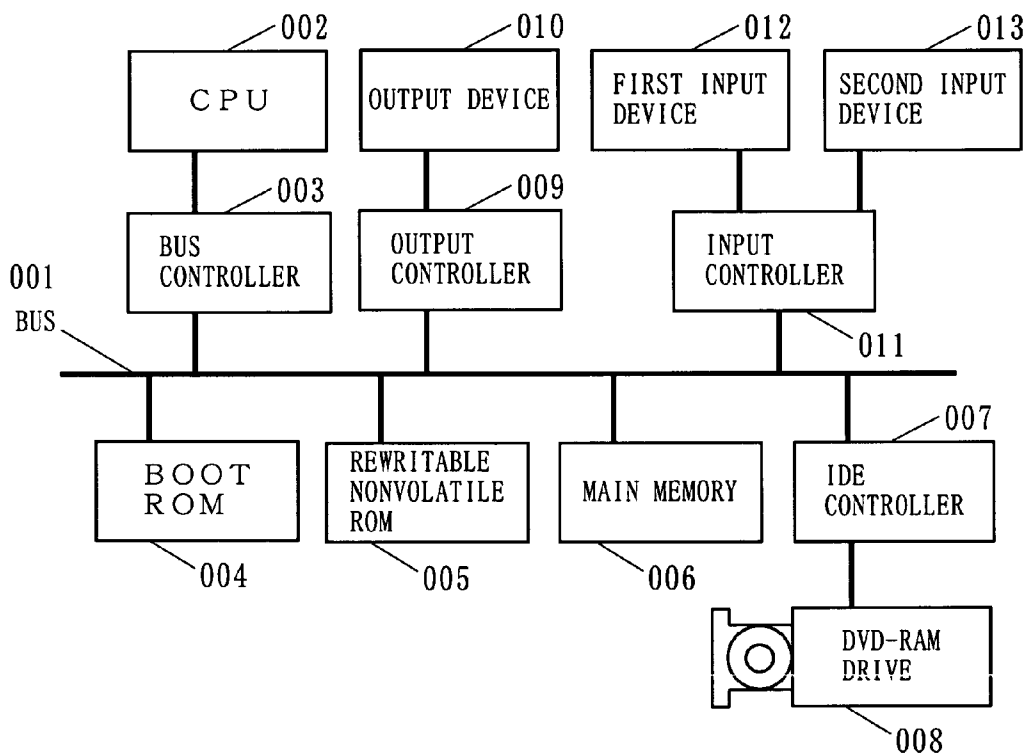 002
010
012
013
CPU
OUTPUT DEVICE
FIRST INPUT
DEVICE
SECOND INPUT
DEVICE
003
009
BUS
CONTROLLER
OUTPUT
CONTROLLER
INPUT
CONTROLLER
001
BUS
011
007
BOOT
ROM
REWRITABLE
NONVOLATILE
ROM
MAIN MEMORY
IDE
CONTROLLER
004
005
006
DVD-RAM
DRIVE
008